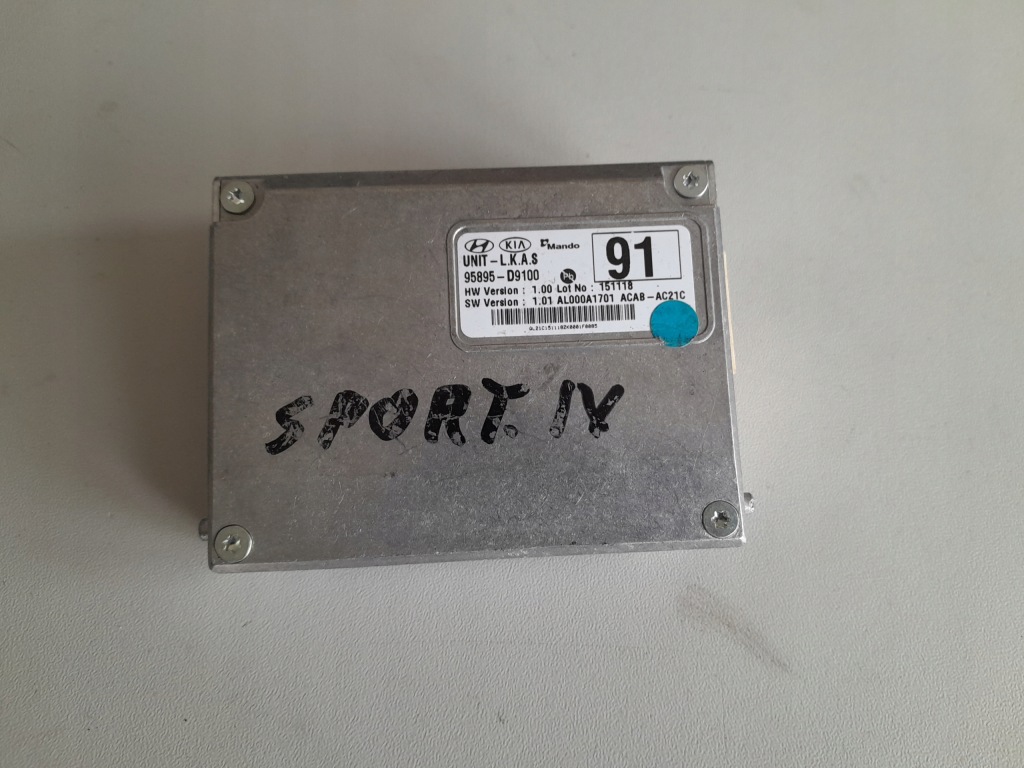 KIA Mando
UNIT-L.K.A.S 91
95895-D9100 Pb
HW Version : 1.00 Lot No : 151118
SW Version : 1.01 AL000A1701 ACAB-AC21C
SPORT. IV